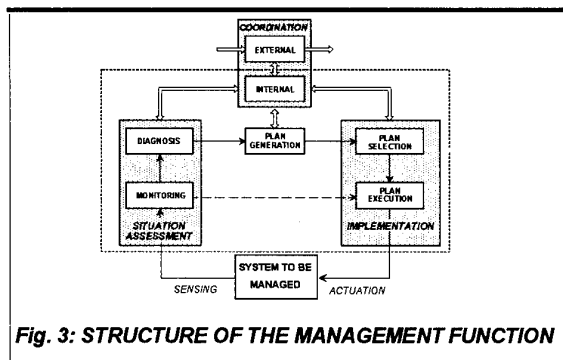 COORDINATION
EXTERNAL
INTERNAL
DIAGNOSIS
PLAN
GENERATION
PLAN
SELECTION
MONITORING
PLAN
EXECUTION
SITUATION
ASSESSMENT
IMPLEMENTATION
SYSTEM TO BE
MANAGED
SENSING
ACTUATION
Fig. 3: STRUCTURE OF THE MANAGEMENT FUNCTION